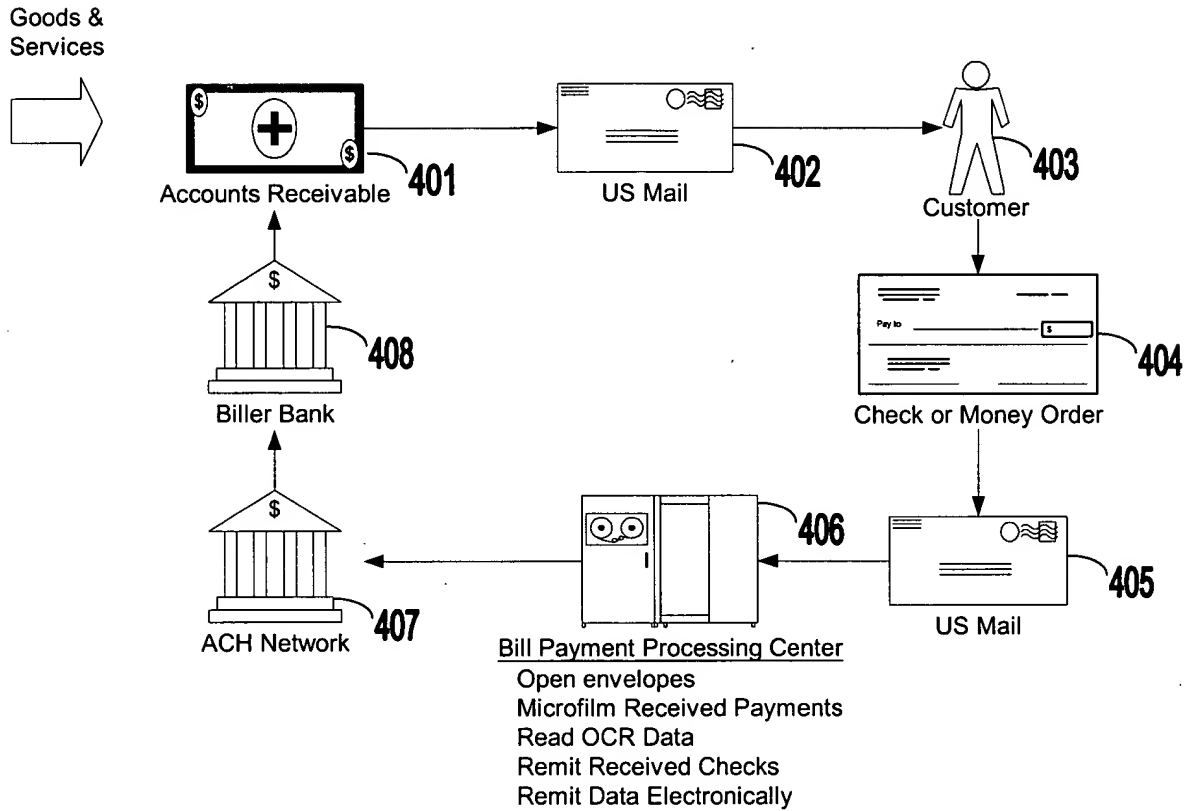 Goods &
Services
$
$
401
Accounts Receivable
402
US Mail
403
Customer
$
408
Biller Bank
Pay to
$
404
Check or Money Order
$
407
ACH Network
406
Bill Payment Processing Center
Open envelopes
Microfilm Received Payments
Read OCR Data
Remit Received Checks
Remit Data Electronically
405
US Mail